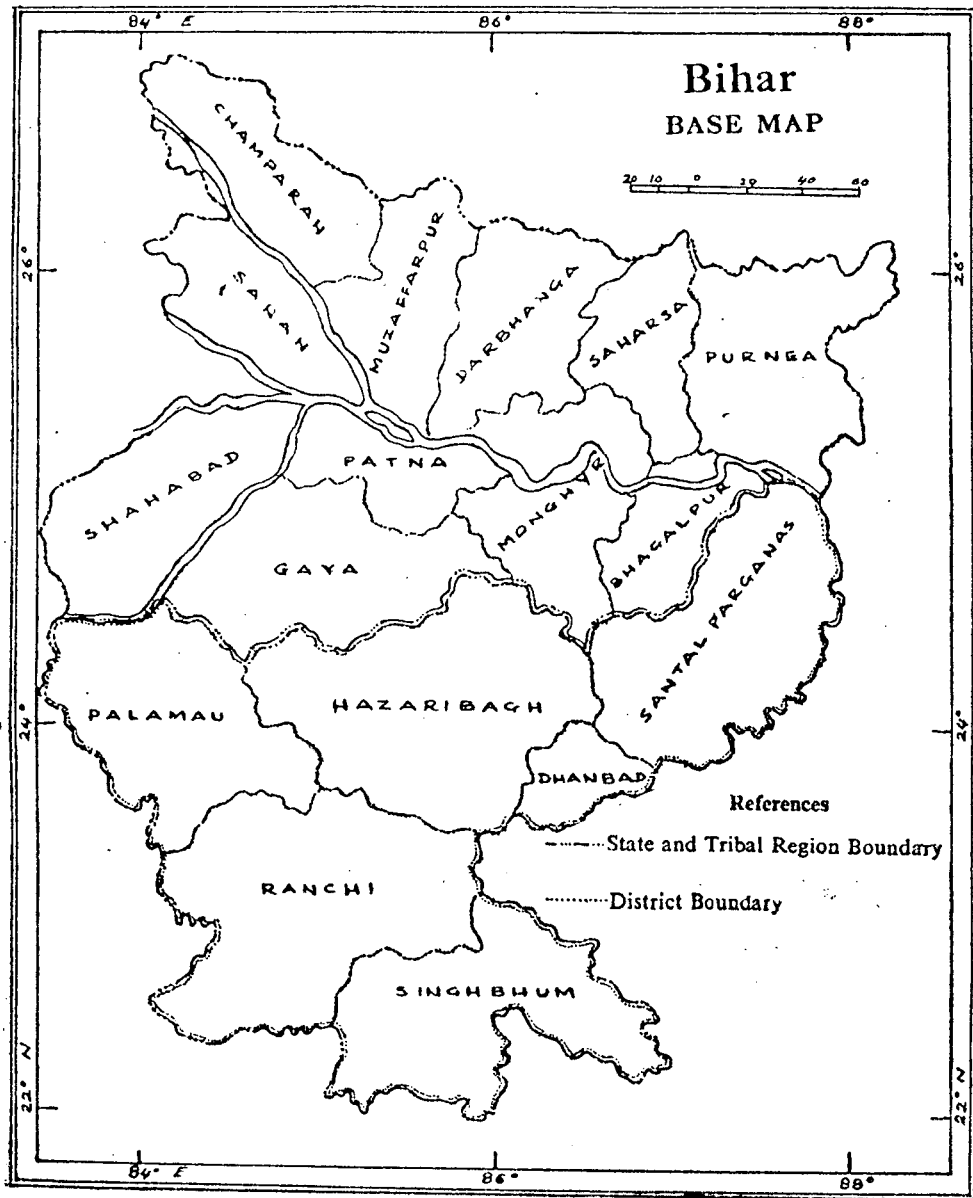 84° E
86°
88°
Bihar
BASE MAP
20 10 0 20 40 60
26°
26°
CHAMPARAN
SANAN
MUZAFFARPUR
DARBHANGA
SAHARSA
PURNEA
SHAHABAD
PATNA
MONGHYR
BHAGALPUR
GAYA
SANTAL PARGANAS
PALAMAU
HAZARIBAGH
24°
24°
DHANBAD
References
State and Tribal Region Boundary
RANCHI
District Boundary
SINGHBHUM
22° N
22° N
84° E
86°
88°